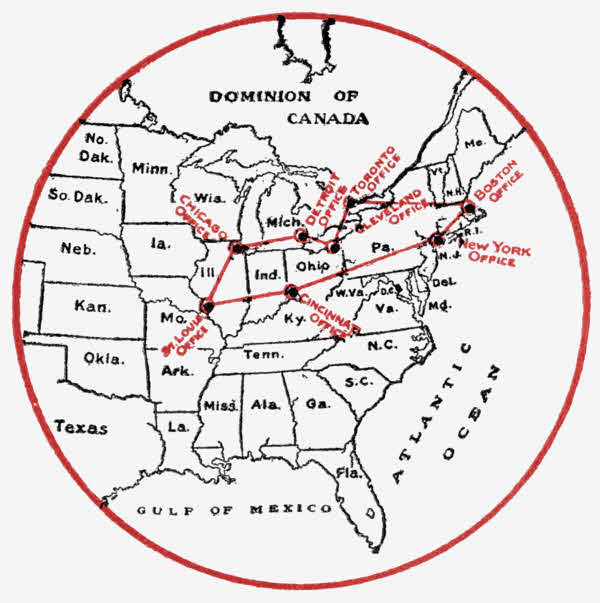 DOMINION OF
CANADA
No.
Dak.
Minn.
Me.
So. Dak.
Wis.
Mich.
Vt.
N.H.
CHICAGO
OFFICE
DETROIT
OFFICE
TORONTO
OFFICE
CLEVELAND
OFFICE
BOSTON
OFFICE
R.I.
NEW YORK
OFFICE
Neb.
Ia.
Ill
Ind.
Ohio
Pa.
N.J.
Kan.
Mo.
ST. LOUIS
OFFICE
CINCINNATI
OFFICE
Ky.
W.Va.
D.C.
Va.
Del.
Md.
Okla.
Ark.
Tenn.
N.C.
S.C.
Texas
La.
Miss.
Ala.
Ga.
Fla.
ATLANTIC
OCEAN
GULF OF MEXICO